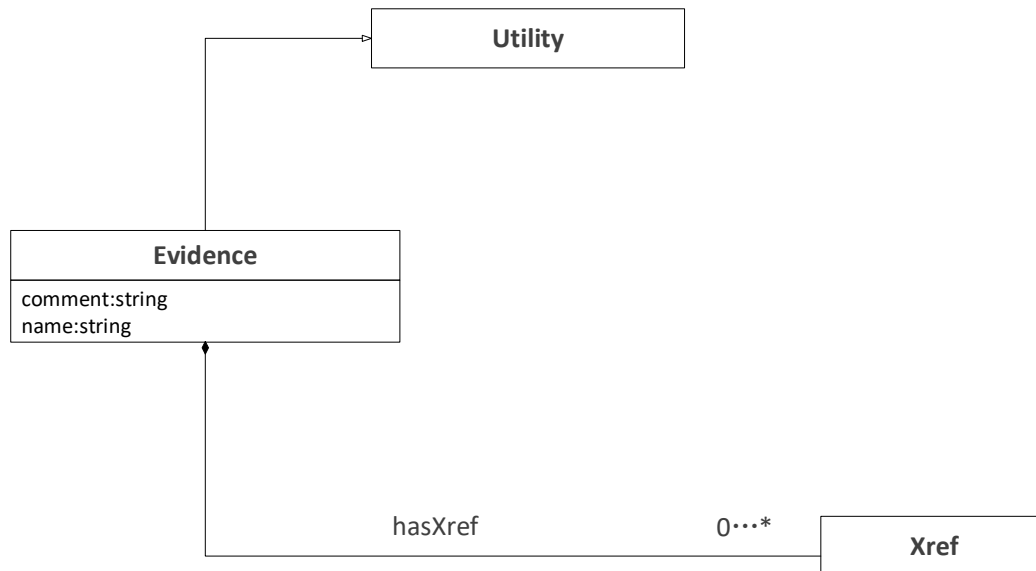 Utility
Evidence
comment:string
name:string
hasXref 0⋯*
Xref